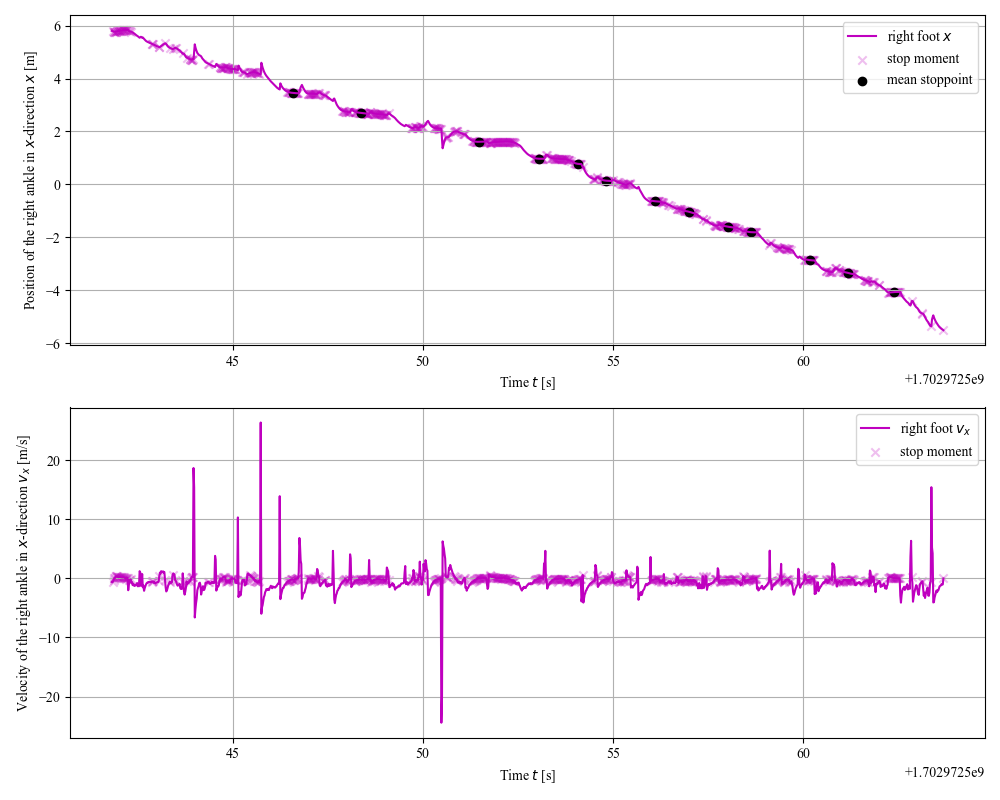 6
4
2
0
−2
−4
−6
Position of the right ankle in x-direction x [m]
right foot x
stop moment
mean stoppoint
45
50
55
60
Time t [s]
+1.7029725e9
20
10
0
−10
−20
Velocity of the right ankle in x-direction vₓ [m/s]
right foot vₓ
stop moment
45
50
55
60
Time t [s]
+1.7029725e9